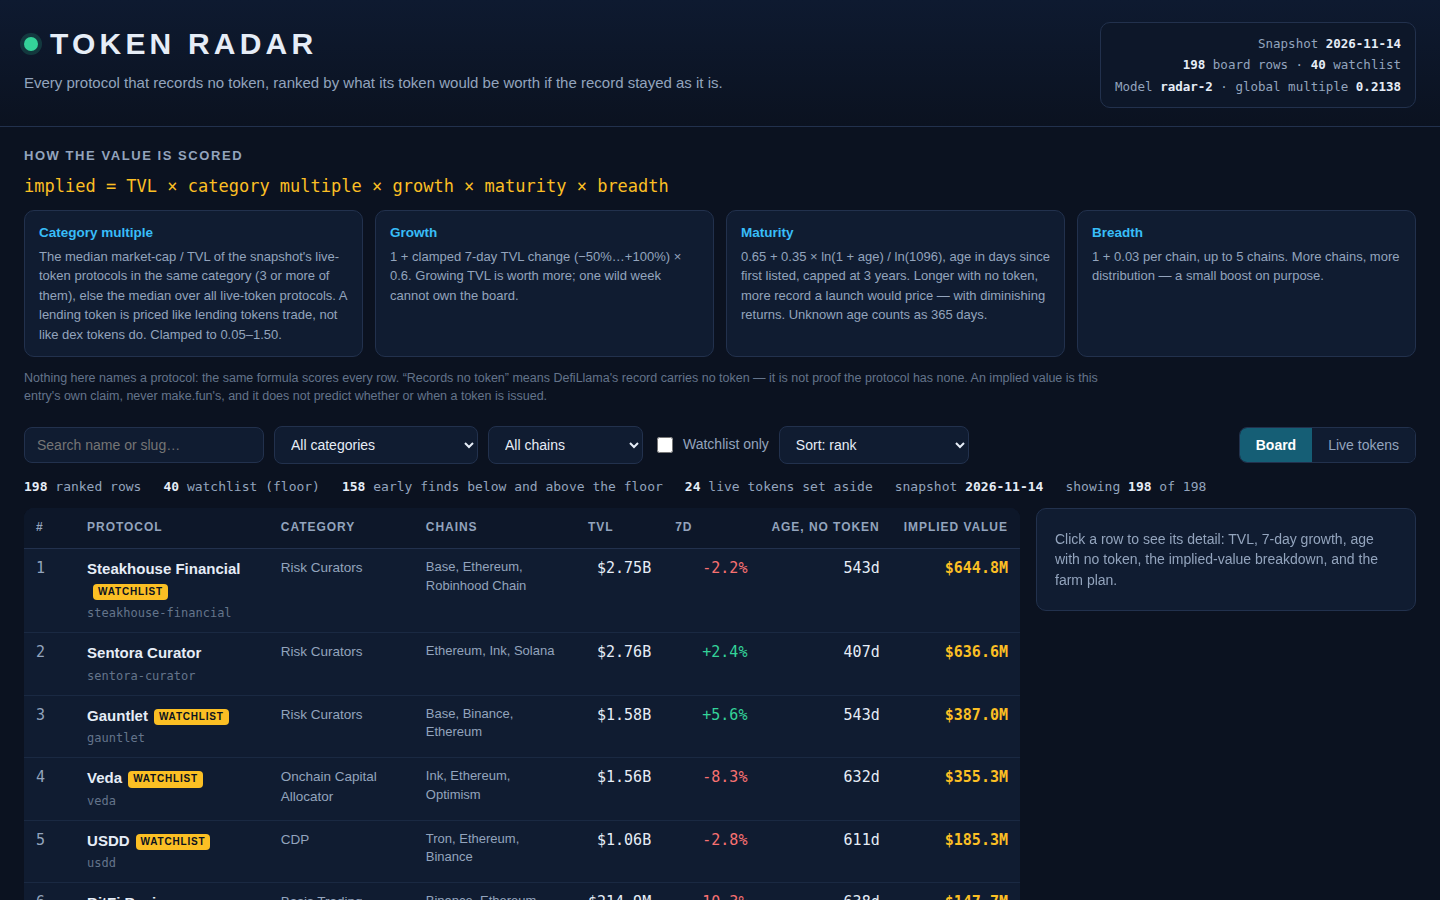 TOKEN RADAR
Every protocol that records no token, ranked by what its token would be worth if the record stayed as it is.
Snapshot 2026-11-14
198 board rows · 40 watchlist
Model radar-2 · global multiple 0.2138
HOW THE VALUE IS SCORED
implied = TVL × category multiple × growth × maturity × breadth
Category multiple
The median market-cap / TVL of the snapshot's live-
token protocols in the same category (3 or more of
them), else the median over all live-token protocols. A
lending token is priced like lending tokens trade, not
like dex tokens do. Clamped to 0.05–1.50.
Growth
1 + clamped 7-day TVL change (−50%…+100%) ×
0.6. Growing TVL is worth more; one wild week
cannot own the board.
Maturity
0.65 + 0.35 × ln(1 + age) / ln(1096), age in days since
first listed, capped at 3 years. Longer with no token,
more record a launch would price — with diminishing
returns. Unknown age counts as 365 days.
Breadth
1 + 0.03 per chain, up to 5 chains. More chains, more
distribution — a small boost on purpose.
Nothing here names a protocol: the same formula scores every row. “Records no token” means DefiLlama's record carries no token — it is not proof the protocol has none. An implied value is this
entry's own claim, never make.fun's, and it does not predict whether or when a token is issued.
Search name or slug…
All categories
All chains
Watchlist only
Sort: rank
Board
Live tokens
198 ranked rows 40 watchlist (floor) 158 early finds below and above the floor 24 live tokens set aside snapshot 2026-11-14 showing 198 of 198
# PROTOCOL CATEGORY CHAINS TVL 7D AGE, NO TOKEN IMPLIED VALUE
1 Steakhouse Financial Risk Curators Base, Ethereum, $2.75B -2.2% 543d $644.8M
WATCHLIST Robinhood Chain
steakhouse-financial
2 Sentora Curator Risk Curators Ethereum, Ink, Solana $2.76B +2.4% 407d $636.6M
sentora-curator
3 Gauntlet WATCHLIST Risk Curators Base, Binance, $1.58B +5.6% 543d $387.0M
Ethereum
gauntlet
4 Veda WATCHLIST Onchain Capital Ink, Ethereum, $1.56B -8.3% 632d $355.3M
Allocator Optimism
veda
5 USDD WATCHLIST CDP Tron, Ethereum, $1.06B -2.8% 611d $185.3M
Binance
usdd
Click a row to see its detail: TVL, 7-day growth, age
with no token, the implied-value breakdown, and the
farm plan.